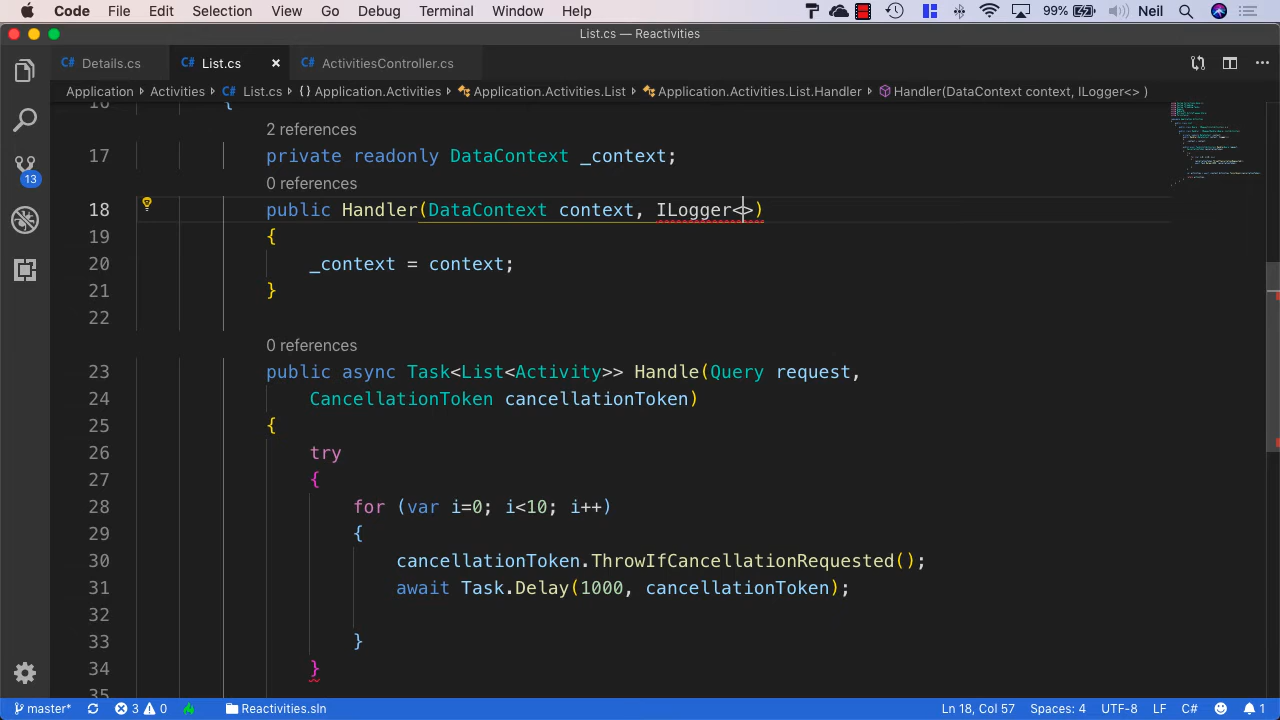 Code File Edit Selection View Go Debug Terminal Window Help 99% Neil
List.cs — Reactivities
C# Details.cs C# List.cs × C# ActivitiesController.cs
Application Activities C# List.cs {} Application.Activities Application.Activities.List Application.Activities.List.Handler Handler(DataContext context, ILogger<> )
16 {
2 references
17 private readonly DataContext _context;
0 references
18 public Handler(DataContext context, ILogger<>)
19 {
20 _context = context;
21 }
22
0 references
23 public async Task<List<Activity>> Handle(Query request,
24 CancellationToken cancellationToken)
25 {
26 try
27 {
28 for (var i=0; i<10; i++)
29 {
30 cancellationToken.ThrowIfCancellationRequested();
31 await Task.Delay(1000, cancellationToken);
32
33 }
34 }
35
13
master* 3 0 Reactivities.sln Ln 18, Col 57 Spaces: 4 UTF-8 LF C# 1